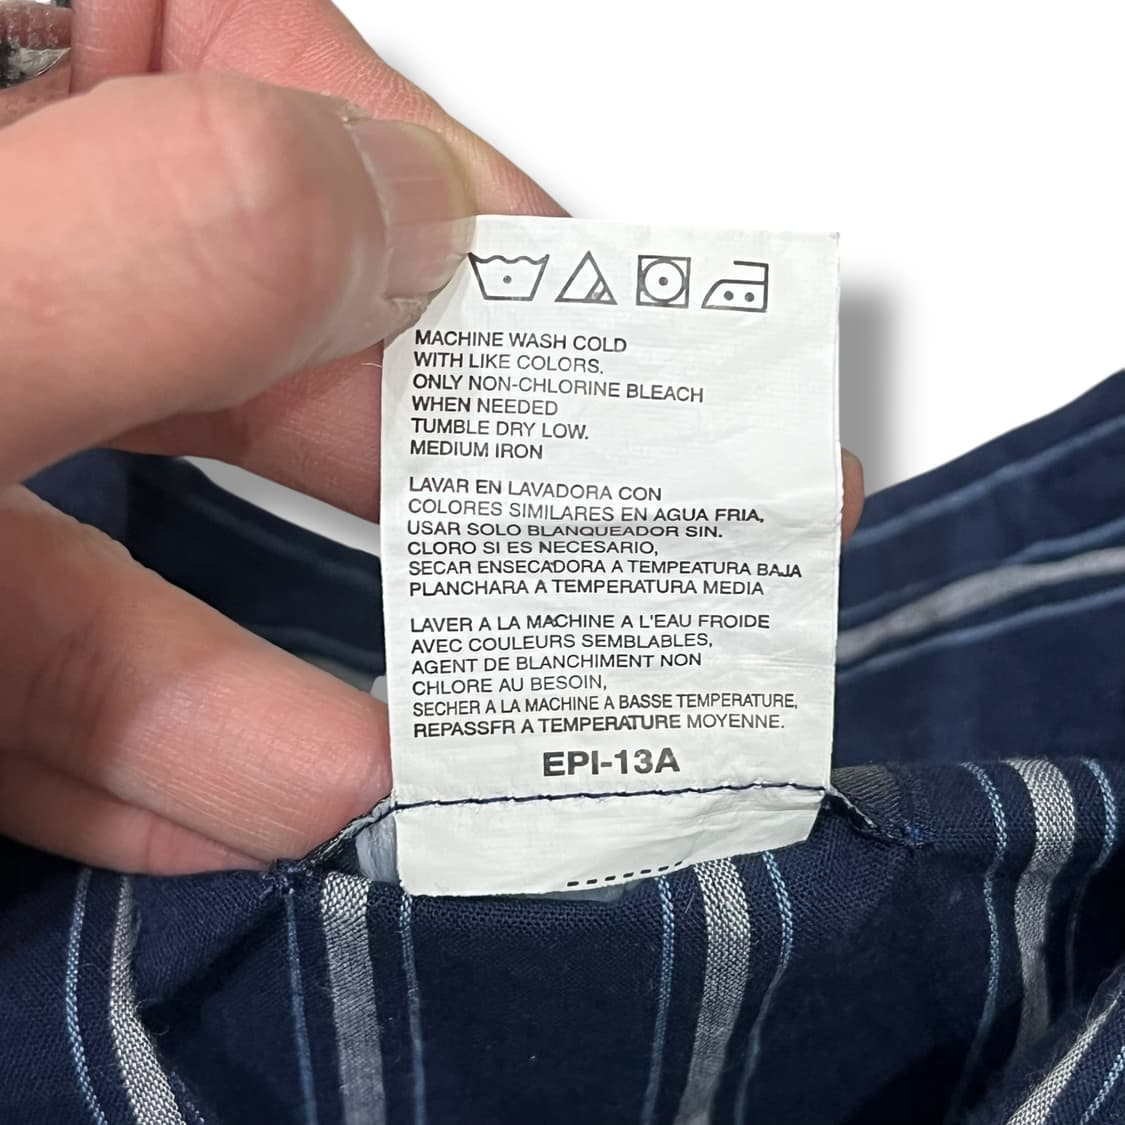 MACHINE WASH COLD
WITH LIKE COLORS.
ONLY NON-CHLORINE BLEACH
WHEN NEEDED
TUMBLE DRY LOW.
MEDIUM IRON
LAVAR EN LAVADORA CON
COLORES SIMILARES EN AGUA FRIA,
USAR SOLO BLANQUEADOR SIN.
CLORO SI ES NECESARIO,
SECAR ENSECADORA A TEMPEATURA BAJA
PLANCHARA A TEMPERATURA MEDIA
LAVER A LA MACHINE A L'EAU FROIDE
AVEC COULEURS SEMBLABLES,
AGENT DE BLANCHIMENT NON
CHLORE AU BESOIN,
SECHER A LA MACHINE A BASSE TEMPERATURE,
REPASSFR A TEMPERATURE MOYENNE.
EPI-13A